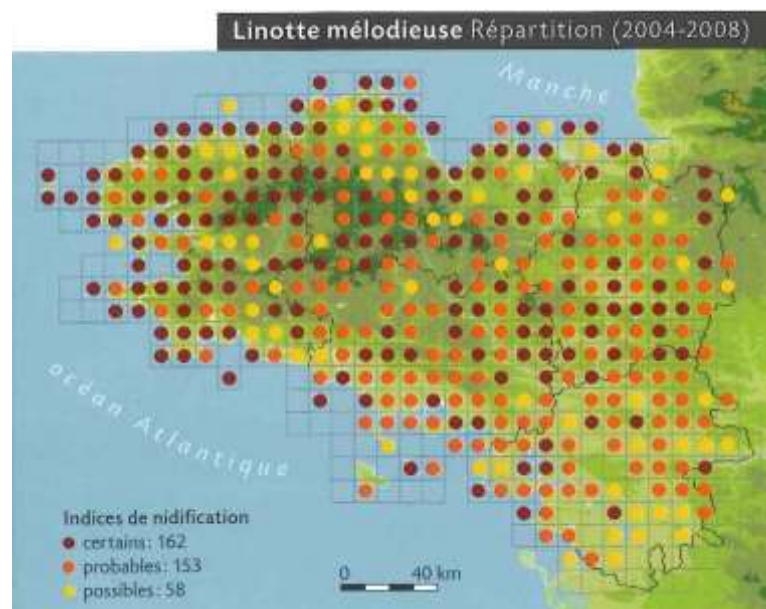 Linotte mélodieuse Répartition (2004-2008)
Manche
océan Atlantique
Indices de nidification
certains: 162
probables: 153
possibles: 58
0 40 km